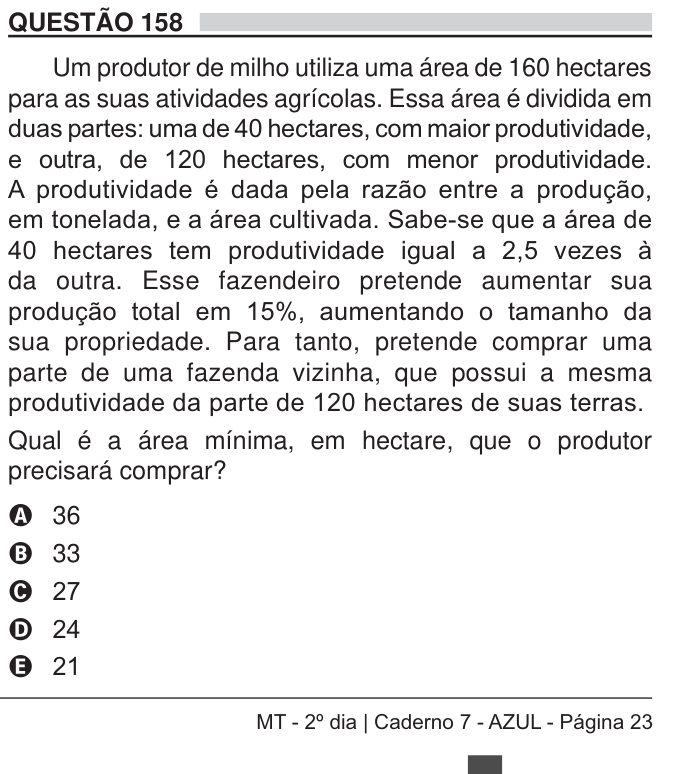 QUESTÃO 158
Um produtor de milho utiliza uma área de 160 hectares
para as suas atividades agrícolas. Essa área é dividida em
duas partes: uma de 40 hectares, com maior produtividade,
e outra, de 120 hectares, com menor produtividade.
A produtividade é dada pela razão entre a produção,
em tonelada, e a área cultivada. Sabe-se que a área de
40 hectares tem produtividade igual a 2,5 vezes à
da outra. Esse fazendeiro pretende aumentar sua
produção total em 15%, aumentando o tamanho da
sua propriedade. Para tanto, pretende comprar uma
parte de uma fazenda vizinha, que possui a mesma
produtividade da parte de 120 hectares de suas terras.
Qual é a área mínima, em hectare, que o produtor
precisará comprar?
A 36
B 33
C 27
D 24
E 21
MT - 2º dia | Caderno 7 - AZUL - Página 23